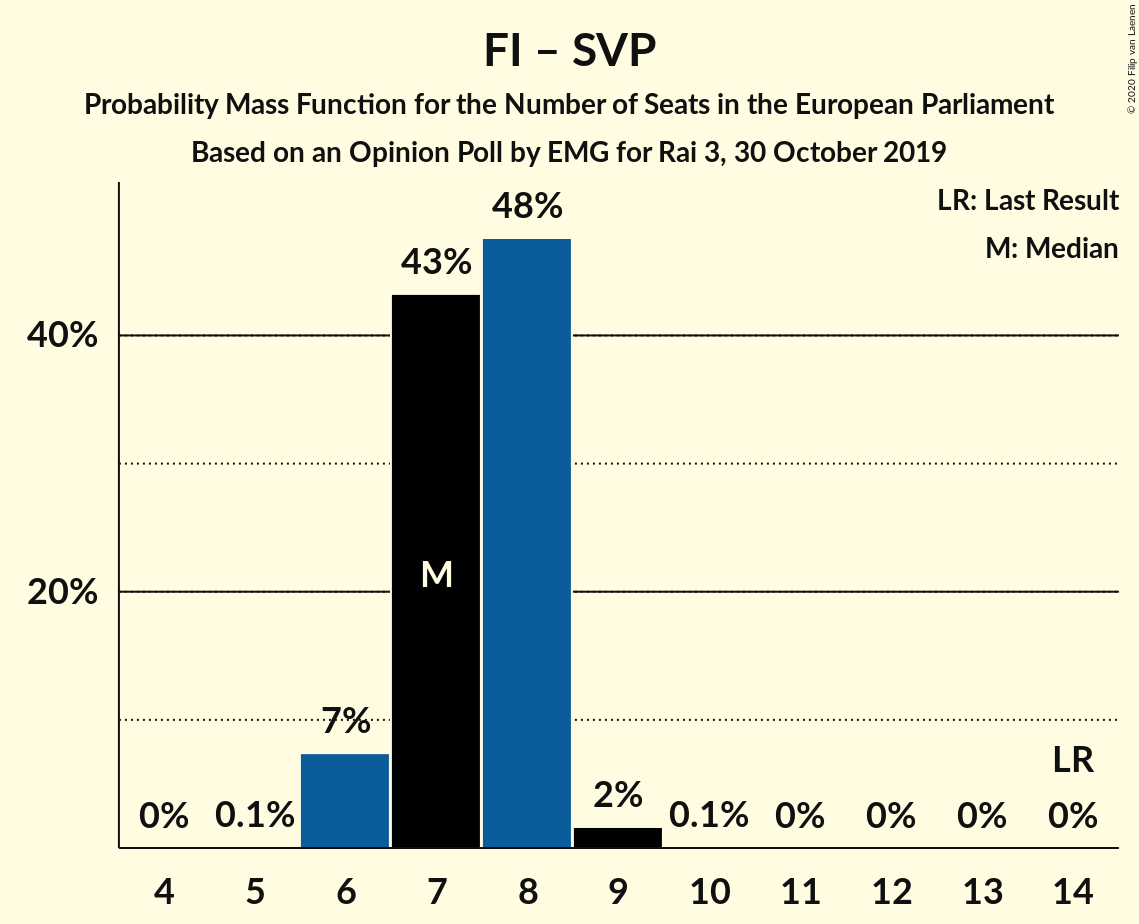 FI – SVP
Probability Mass Function for the Number of Seats in the European Parliament
Based on an Opinion Poll by EMG for Rai 3, 30 October 2019
© 2020 Filip van Laenen
LR: Last Result
M: Median
48%
43%
40%
M
20%
7%
LR
2%
0% 0.1% 0.1% 0% 0% 0% 0%
4 5 6 7 8 9 10 11 12 13 14